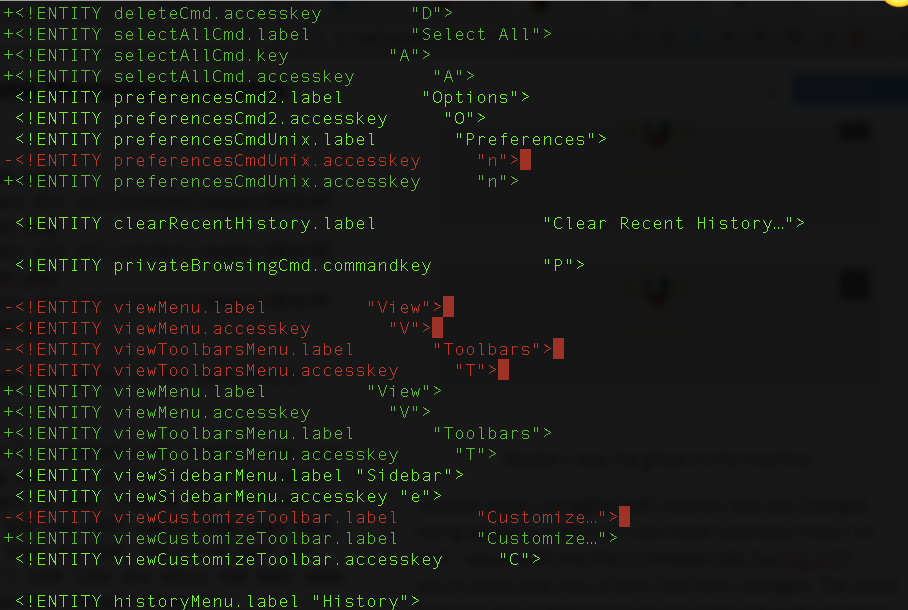 +<!ENTITY deleteCmd.accesskey        "D">
+<!ENTITY selectAllCmd.label         "Select All">
+<!ENTITY selectAllCmd.key         "A">
+<!ENTITY selectAllCmd.accesskey       "A">
 <!ENTITY preferencesCmd2.label       "Options">
 <!ENTITY preferencesCmd2.accesskey     "O">
 <!ENTITY preferencesCmdUnix.label       "Preferences">
-<!ENTITY preferencesCmdUnix.accesskey     "n">
+<!ENTITY preferencesCmdUnix.accesskey     "n">
 <!ENTITY clearRecentHistory.label               "Clear Recent History…">
 <!ENTITY privateBrowsingCmd.commandkey          "P">
-<!ENTITY viewMenu.label         "View">
-<!ENTITY viewMenu.accesskey       "V">
-<!ENTITY viewToolbarsMenu.label       "Toolbars">
-<!ENTITY viewToolbarsMenu.accesskey     "T">
+<!ENTITY viewMenu.label         "View">
+<!ENTITY viewMenu.accesskey       "V">
+<!ENTITY viewToolbarsMenu.label       "Toolbars">
+<!ENTITY viewToolbarsMenu.accesskey     "T">
 <!ENTITY viewSidebarMenu.label "Sidebar">
 <!ENTITY viewSidebarMenu.accesskey "e">
-<!ENTITY viewCustomizeToolbar.label       "Customize…">
+<!ENTITY viewCustomizeToolbar.label       "Customize…">
 <!ENTITY viewCustomizeToolbar.accesskey     "C">
 <!ENTITY historyMenu.label "History">